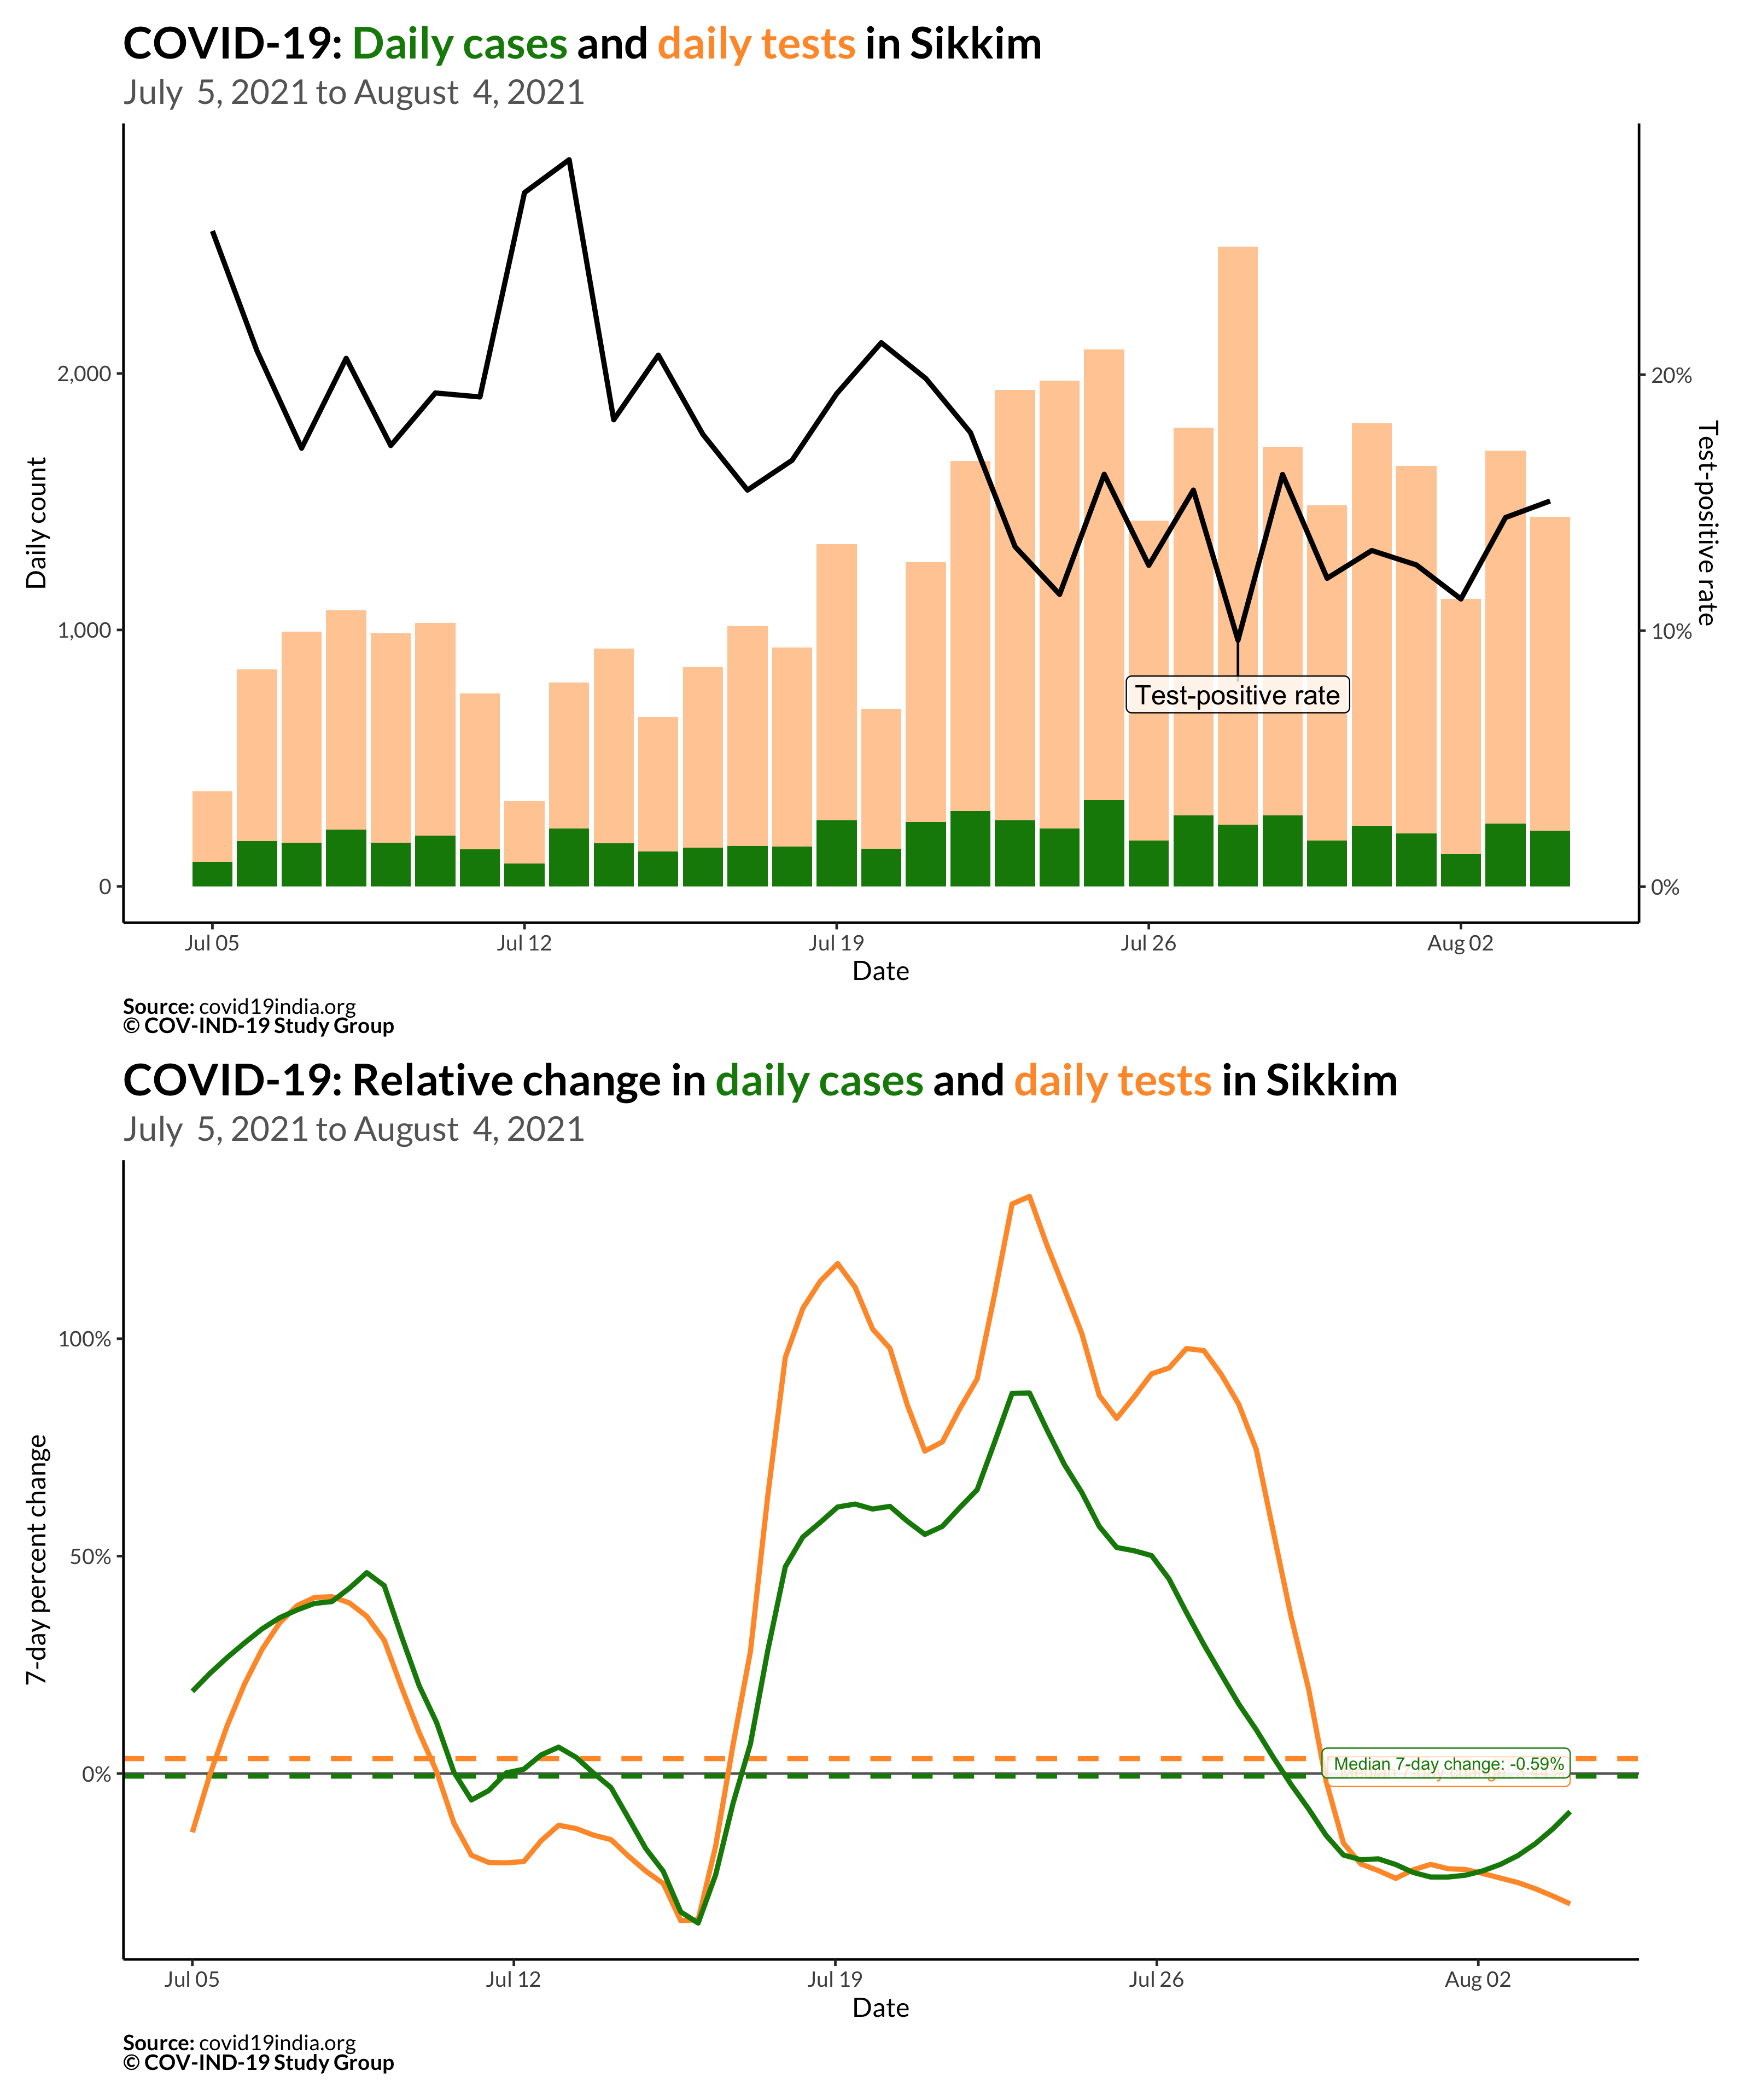 COVID-19: Daily cases and daily tests in Sikkim
July 5, 2021 to August 4, 2021
Daily count
2,000
1,000
0
20%
10%
0%
Test-positive rate
Test-positive rate
Jul 05
Jul 12
Jul 19
Jul 26
Aug 02
Date
Source: covid19india.org
© COV-IND-19 Study Group
COVID-19: Relative change in daily cases and daily tests in Sikkim
July 5, 2021 to August 4, 2021
7-day percent change
100%
50%
0%
Median 7-day change: -0.59%
Jul 05
Jul 12
Jul 19
Jul 26
Aug 02
Date
Source: covid19india.org
© COV-IND-19 Study Group